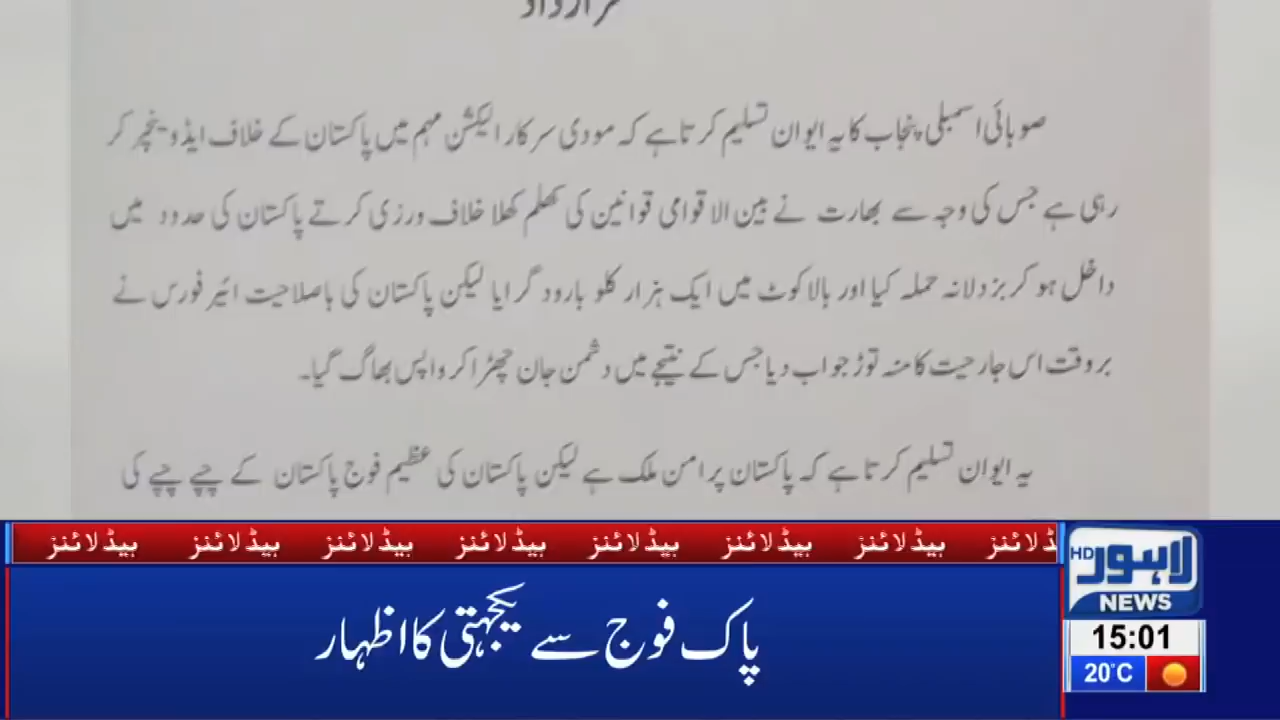 قرارداد
صوبائی اسمبلی پنجاب کا یہ ایوان تسلیم کرتا ہے کہ مودی سرکار الیکشن مہم میں پاکستان کے خلاف ایڈوینچر کر
رہی ہے جس کی وجہ سے بھارت نے بین الاقوامی قوانین کی کھلم کھلا خلاف ورزی کرتے پاکستان کی حدود میں
داخل ہو کر بزدلانہ حملہ کیا اور بالاکوٹ میں ایک ہزار کلو بارود گرایا لیکن پاکستان کی باصلاحیت ائیر فورس نے
بروقت اس جارحیت کا منہ توڑ جواب دیا جس کے نتیجے میں دشمن جان چھڑا کر واپس بھاگ گیا۔
یہ ایوان تسلیم کرتا ہے کہ پاکستان پرامن ملک ہے لیکن پاکستان کی عظیم فوج پاکستان کے چپے چپے کی
ہیڈلائنز ہیڈلائنز ہیڈلائنز ہیڈلائنز ہیڈلائنز ہیڈلائنز ہیڈلائنز ڈلائنز
پاک فوج سے یکجہتی کا اظہار
لاہور HD
NEWS
15:01
20°C